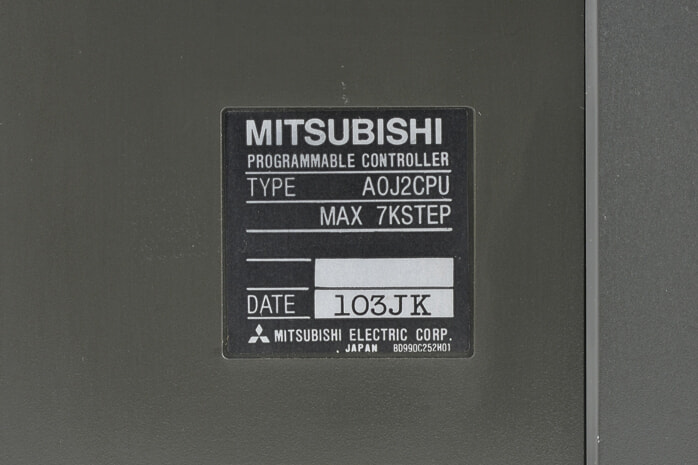 MITSUBISHI
PROGRAMMABLE CONTROLLER
TYPE A0J2CPU
MAX 7KSTEP
DATE 103JK
MITSUBISHI ELECTRIC CORP.
. JAPAN BD990C252H01